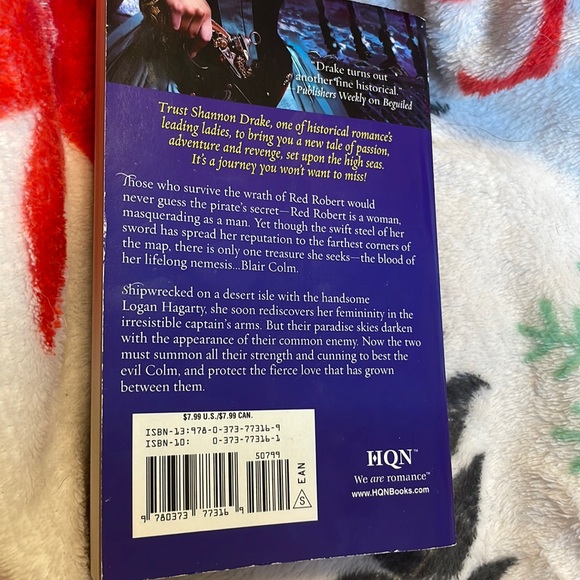 "Drake turns out
another fine historical."
—Publishers Weekly on Beguiled
Trust Shannon Drake, one of historical romance's
leading ladies, to bring you a new tale of passion,
adventure and revenge, set upon the high seas.
It's a journey you won't want to miss!
Those who survive the wrath of Red Robert would
never guess the pirate's secret—Red Robert is a woman,
masquerading as a man. Yet though the swift steel of her
sword has spread her reputation to the farthest corners of
the map, there is only one treasure she seeks—the blood of
her lifelong nemesis...Blair Colm.
Shipwrecked on a desert isle with the handsome
Logan Hagarty, she soon rediscovers her femininity in the
irresistible captain's arms. But their paradise skies darken
with the appearance of their common enemy. Now the two
must summon all their strength and cunning to best the
evil Colm, and protect the fierce love that has grown
between them.
$7.99 U.S./$7.99 CAN.
ISBN-13:978-0-373-77316-9
ISBN-10: 0-373-77316-1
50799
EAN
S
9 780373 773169
HQN™
We are romance™
www.HQNBooks.com